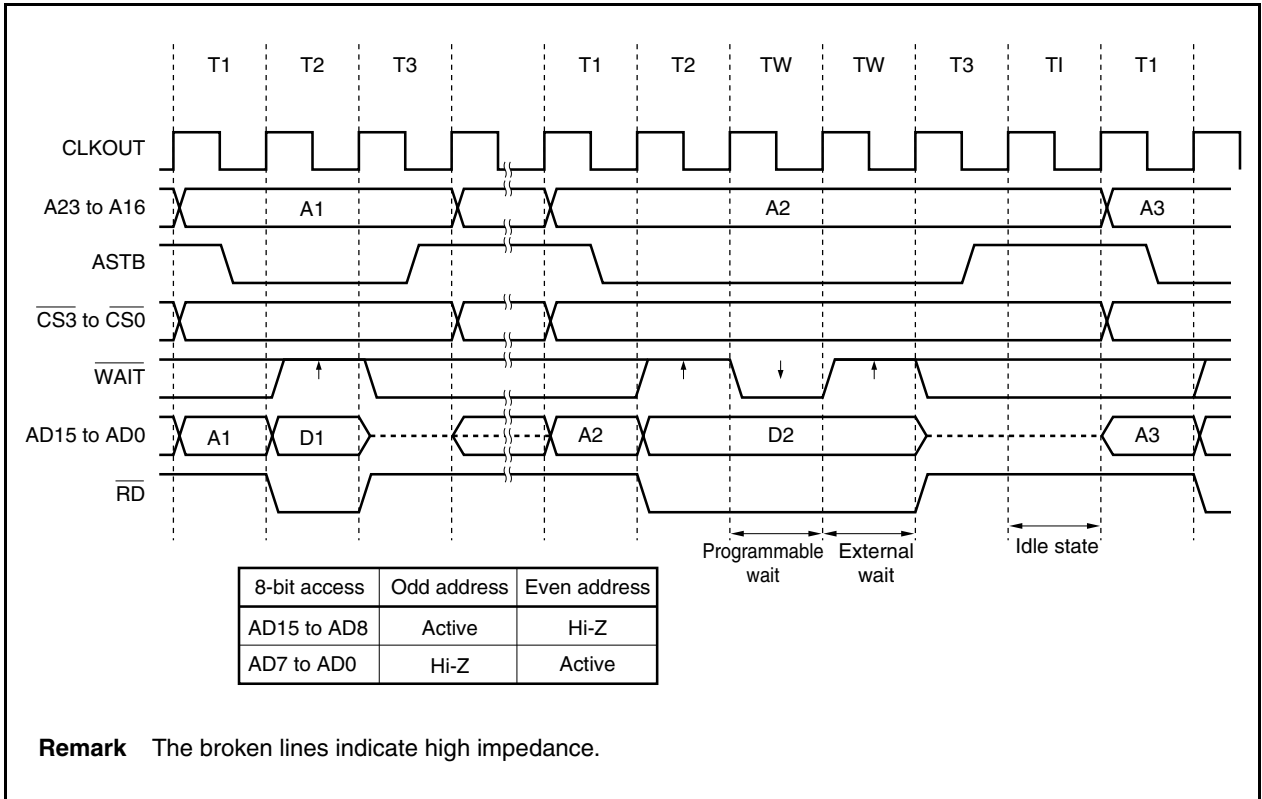 T1 T2 T3 T1 T2 TW TW T3 TI T1
CLKOUT
A23 to A16 A1 A2 A3
ASTB
CS3 to CS0
WAIT
AD15 to AD0 A1 D1 A2 D2 A3
RD
Programmable wait
External wait
Idle state
8-bit access Odd address Even address
AD15 to AD8 Active Hi-Z
AD7 to AD0 Hi-Z Active
Remark The broken lines indicate high impedance.